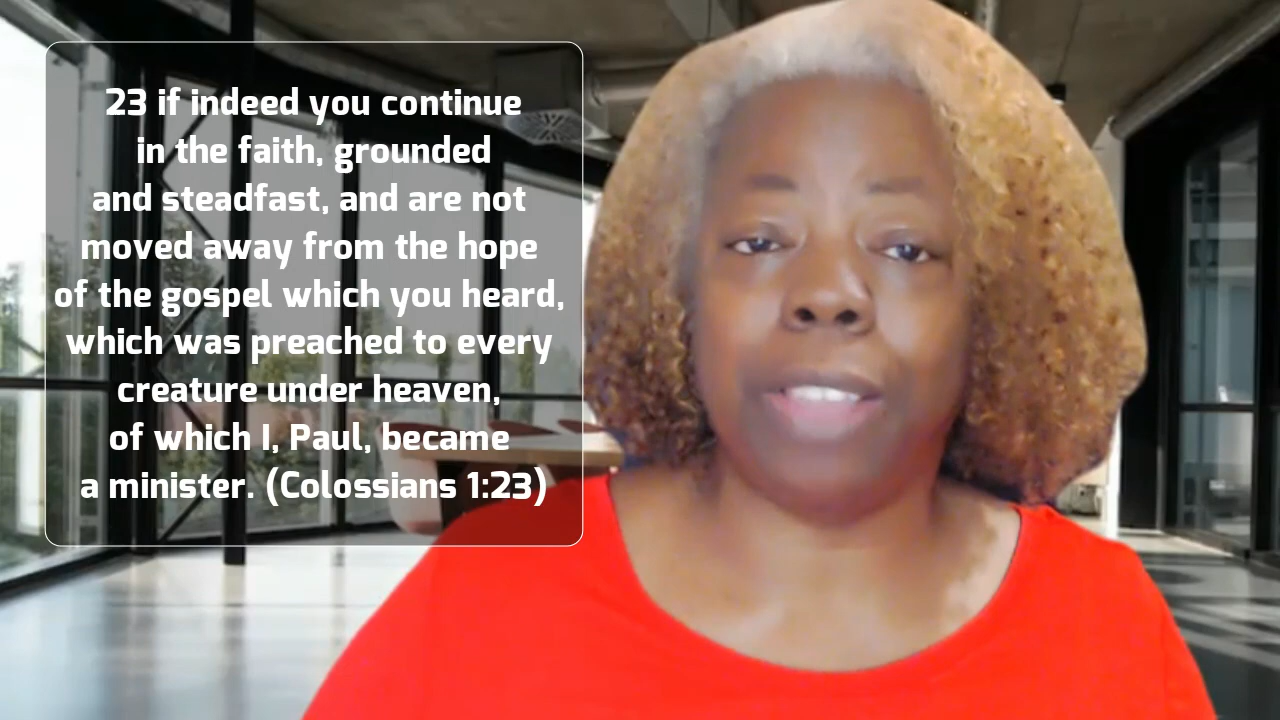 23 if indeed you continue
in the faith, grounded
and steadfast, and are not
moved away from the hope
of the gospel which you heard,
which was preached to every
creature under heaven,
of which I, Paul, became
a minister. (Colossians 1:23)